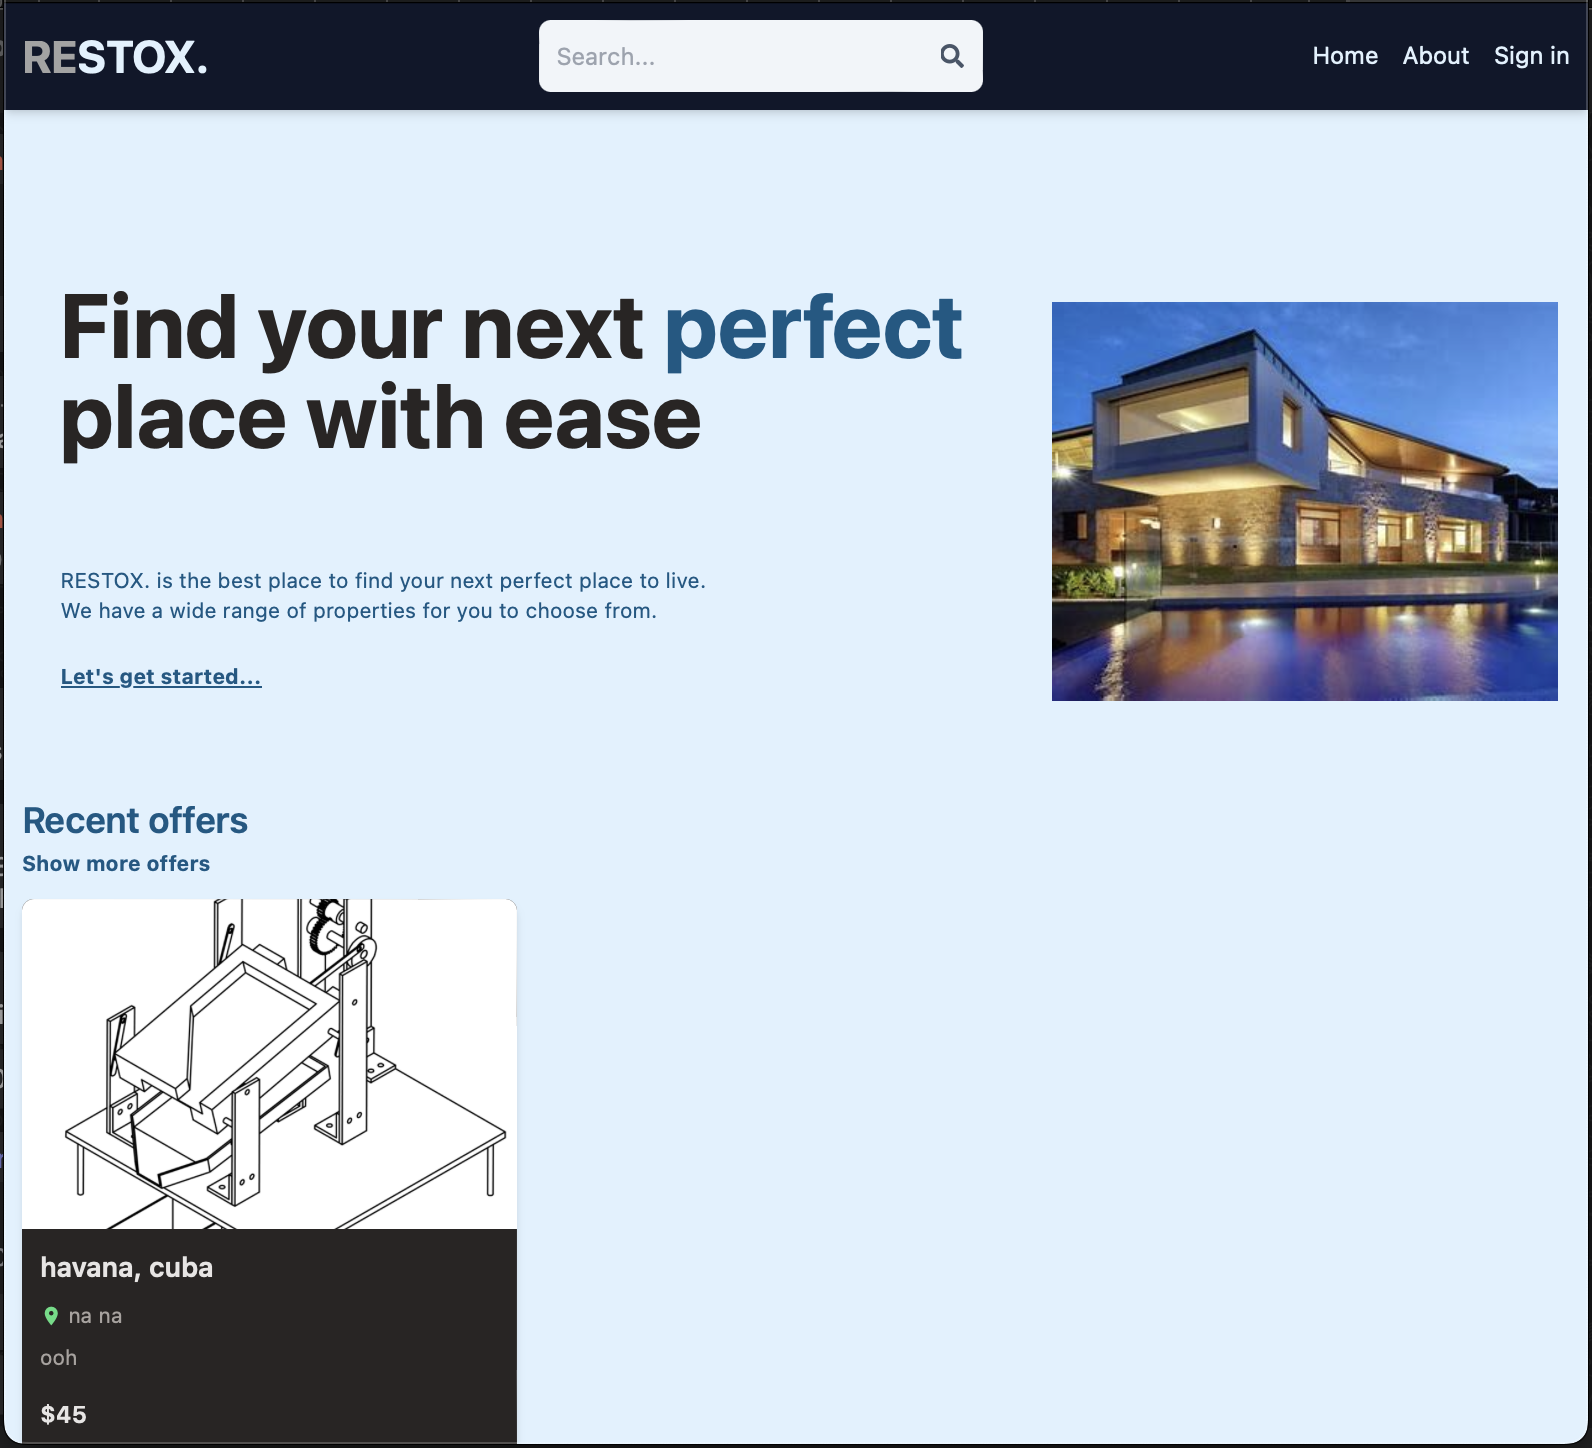 RESTOX.
Search...
Home About Sign in
Find your next perfect
place with ease
RESTOX. is the best place to find your next perfect place to live.
We have a wide range of properties for you to choose from.
Let's get started...
Recent offers
Show more offers
havana, cuba
na na
ooh
$45